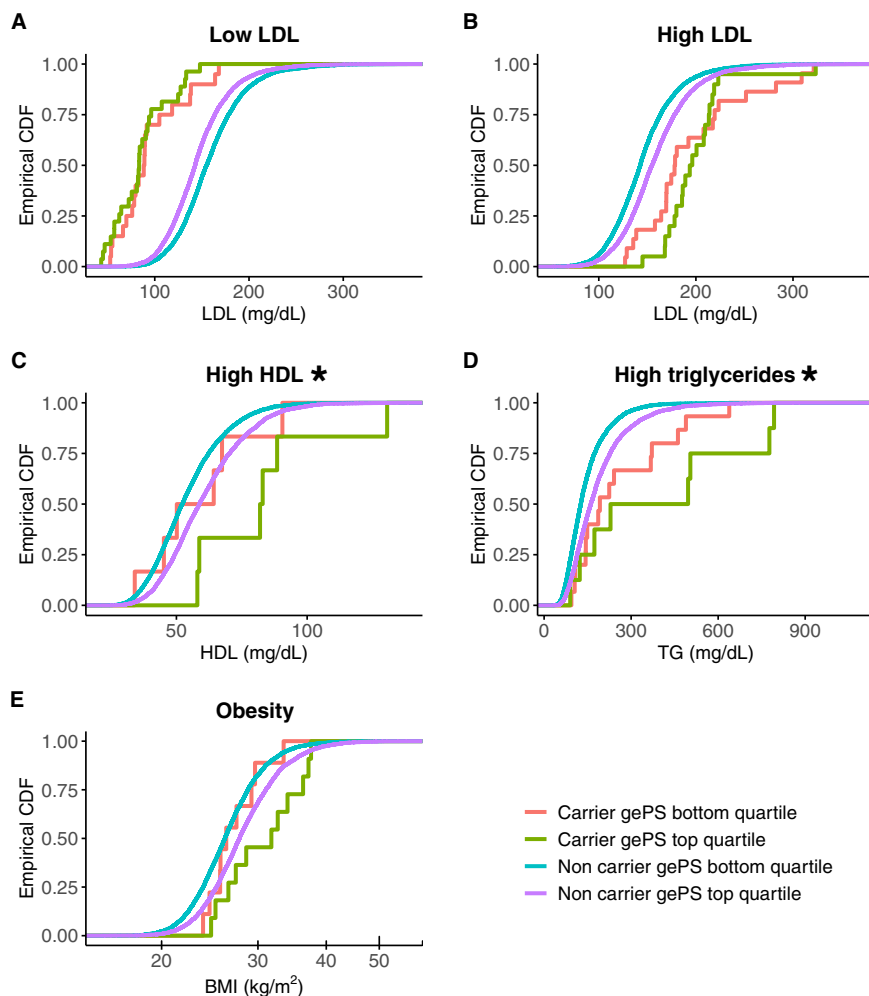 A
Low LDL
Empirical CDF
1.00
0.75
0.50
0.25
0.00
100 200 300
LDL (mg/dL)
B
High LDL
Empirical CDF
1.00
0.75
0.50
0.25
0.00
100 200 300
LDL (mg/dL)
C
High HDL *
Empirical CDF
1.00
0.75
0.50
0.25
0.00
50 100
HDL (mg/dL)
D
High triglycerides *
Empirical CDF
1.00
0.75
0.50
0.25
0.00
0 300 600 900
TG (mg/dL)
E
Obesity
Empirical CDF
1.00
0.75
0.50
0.25
0.00
20 30 40 50
BMI (kg/m²)
Carrier gePS bottom quartile
Carrier gePS top quartile
Non carrier gePS bottom quartile
Non carrier gePS top quartile